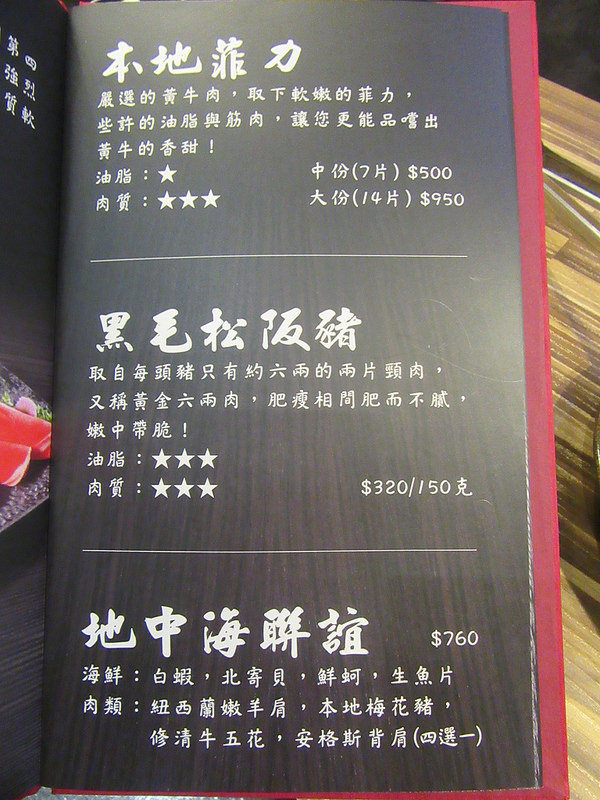 四烈軟
第強質
本地菲力
嚴選的黃牛肉，取下軟嫩的菲力，
些許的油脂與筋肉，讓您更能品嚐出
黃牛的香甜！
油脂：★ 中份(7片) $500
肉質：★★★ 大份(14片) $950
黑毛松阪豬
取自每頭豬只有約六兩的兩片頸肉，
又稱黃金六兩肉，肥瘦相間肥而不膩，
嫩中帶脆！
油脂：★★★
肉質：★★★ $320/150克
地中海聯誼 $760
海鮮：白蝦，北寄貝，鮮蚵，生魚片
肉類：紐西蘭嫩羊肩，本地梅花豬，
修清牛五花，安格斯背肩(四選一)